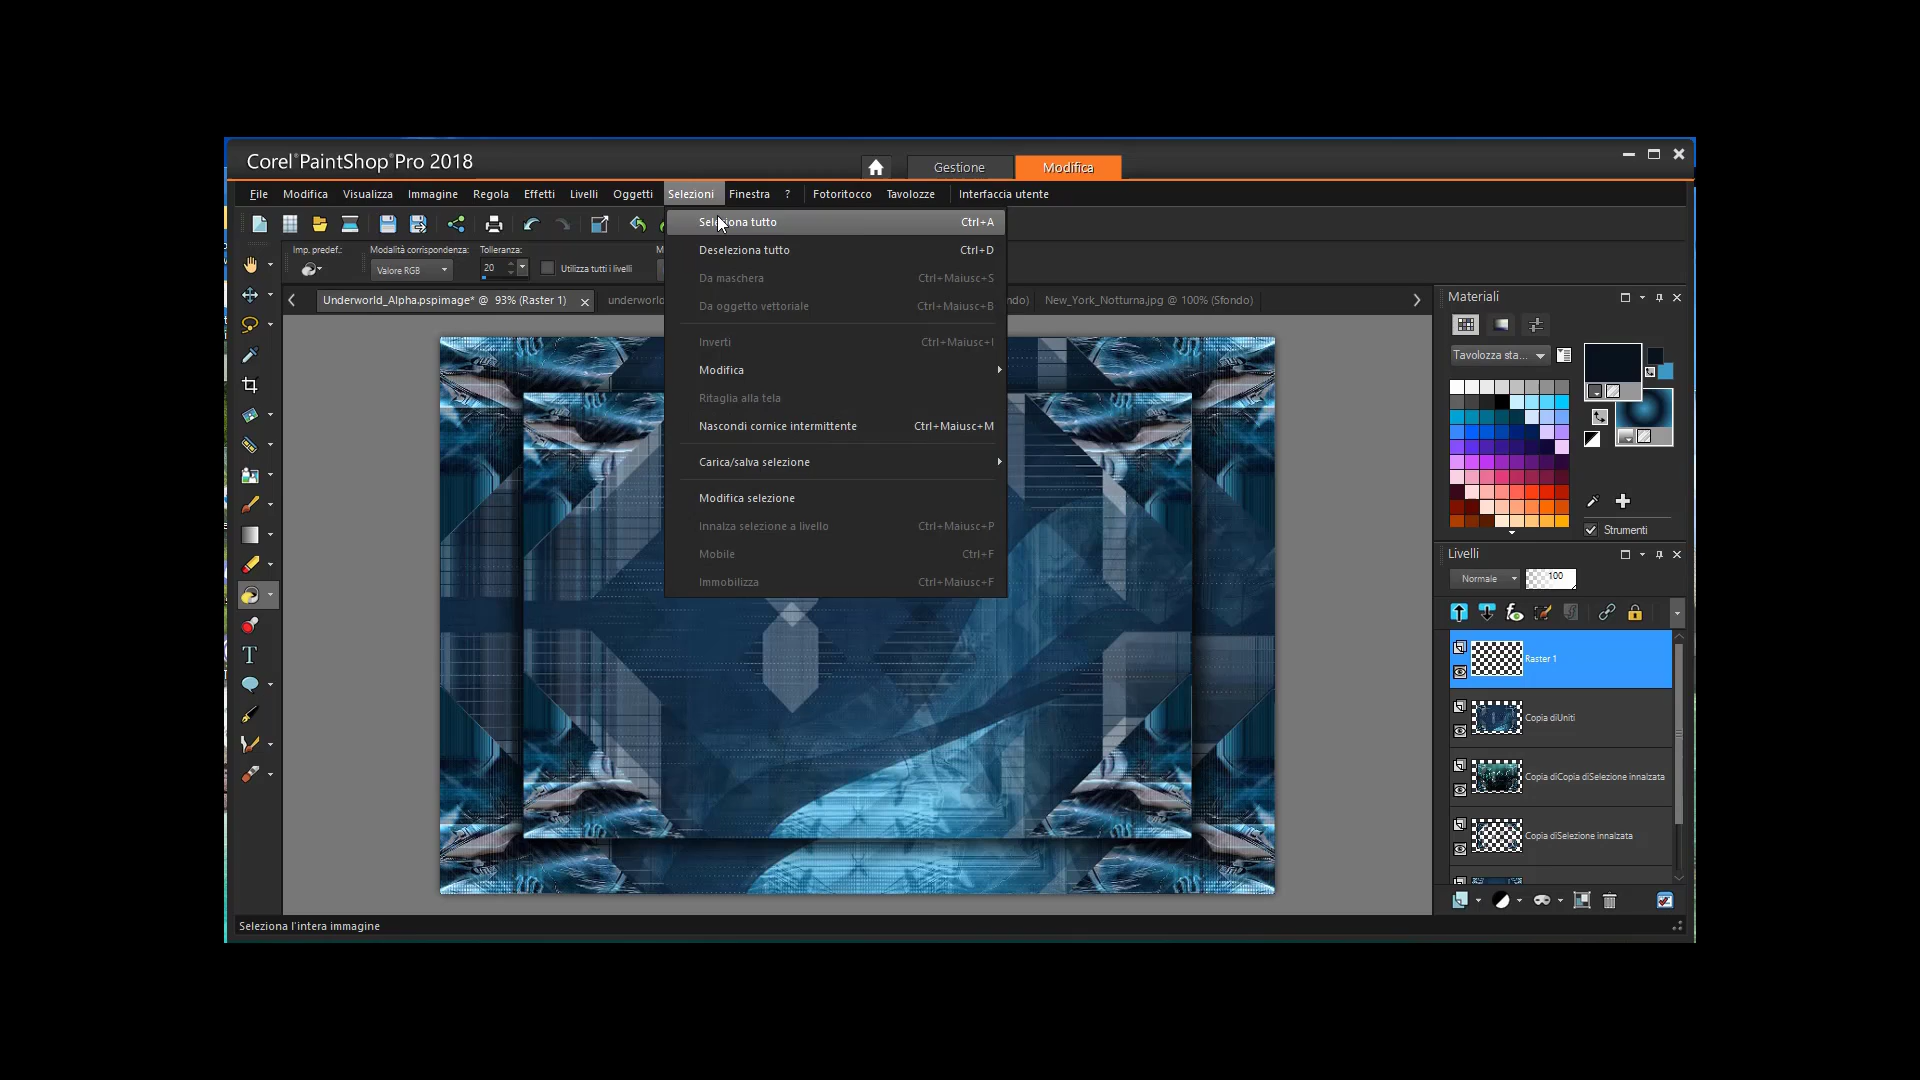 Corel®PaintShop®Pro 2018
Gestione
Modifica
File Modifica Visualizza Immagine Regola Effetti Livelli Oggetti Selezioni Finestra ? Fotoritocco Tavolozze Interfaccia utente
Imp. predef.: Modalità corrispondenza: Tolleranza:
Valore RGB 20 Utilizza tutti i livelli
Underworld_Alpha.pspimage* @ 93% (Raster 1)
New_York_Notturna.jpg @ 100% (Sfondo)
Seleziona tutto Ctrl+A
Deseleziona tutto Ctrl+D
Da maschera Ctrl+Maiusc+S
Da oggetto vettoriale Ctrl+Maiusc+B
Inverti Ctrl+Maiusc+I
Modifica
Ritaglia alla tela
Nascondi cornice intermittente Ctrl+Maiusc+M
Carica/salva selezione
Modifica selezione
Innalza selezione a livello Ctrl+Maiusc+P
Mobile Ctrl+F
Immobilizza Ctrl+Maiusc+F
Materiali
Tavolozza sta...
Strumenti
Livelli
Normale 100
Raster 1
Copia diUniti
Copia diCopia diSelezione innalzata
Copia diSelezione innalzata
Seleziona l'intera immagine